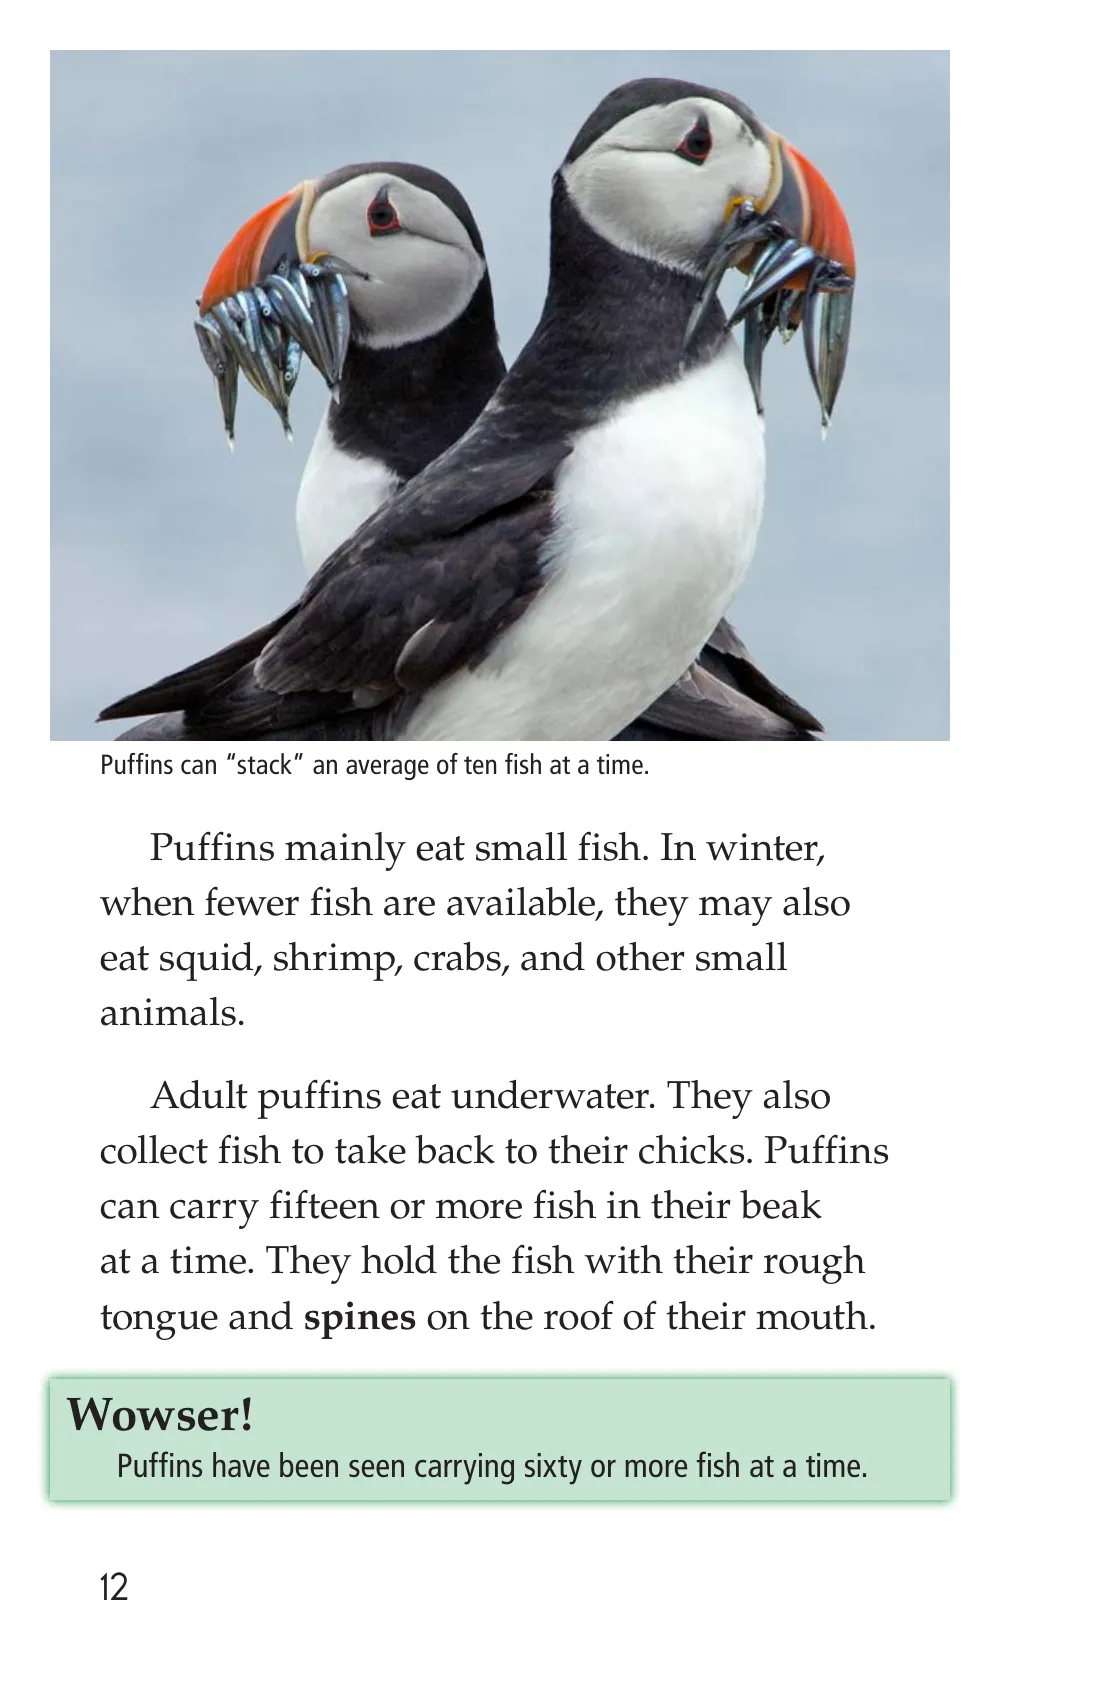 Puffins can “stack” an average of ten fish at a time.
Puffins mainly eat small fish. In winter,
when fewer fish are available, they may also
eat squid, shrimp, crabs, and other small
animals.
Adult puffins eat underwater. They also
collect fish to take back to their chicks. Puffins
can carry fifteen or more fish in their beak
at a time. They hold the fish with their rough
tongue and spines on the roof of their mouth.
Wowser!
Puffins have been seen carrying sixty or more fish at a time.
12